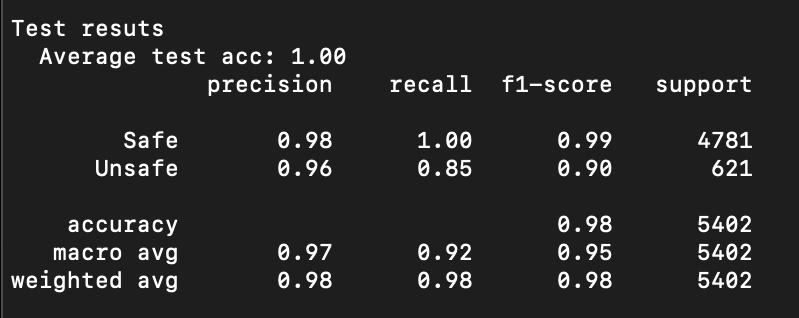 Test resuts
Average test acc: 1.00
precision recall f1-score support
Safe 0.98 1.00 0.99 4781
Unsafe 0.96 0.85 0.90 621
accuracy 0.98 5402
macro avg 0.97 0.92 0.95 5402
weighted avg 0.98 0.98 0.98 5402